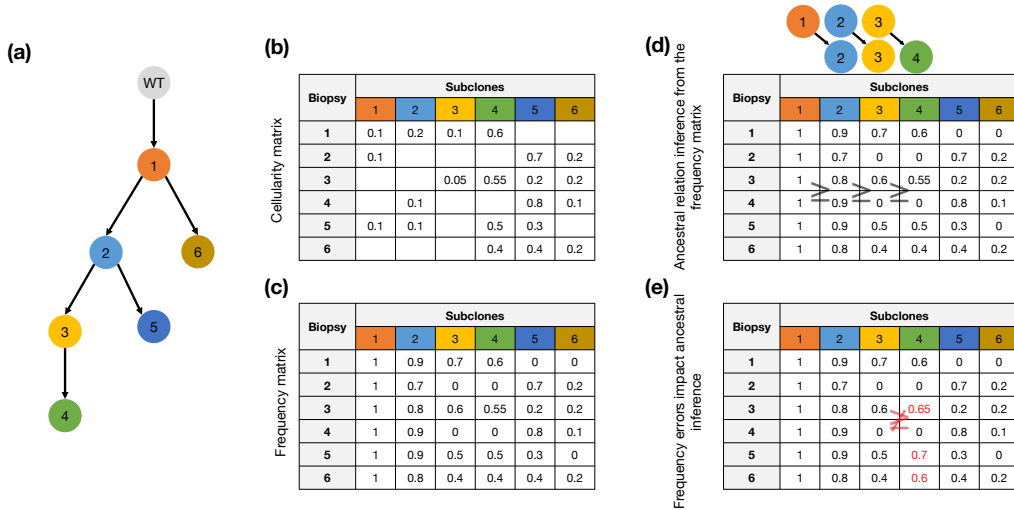 (a)
WT
1
2
6
3
5
4
(b)
Cellularity matrix
Biopsy Subclones
1 2 3 4 5 6
1 0.1 0.2 0.1 0.6
2 0.1 0.7 0.2
3 0.05 0.55 0.2 0.2
4 0.1 0.8 0.1
5 0.1 0.1 0.5 0.3
6 0.4 0.4 0.2
(c)
Frequency matrix
Biopsy Subclones
1 2 3 4 5 6
1 1 0.9 0.7 0.6 0 0
2 1 0.7 0 0 0.7 0.2
3 1 0.8 0.6 0.55 0.2 0.2
4 1 0.9 0 0 0.8 0.1
5 1 0.9 0.5 0.5 0.3 0
6 1 0.8 0.4 0.4 0.4 0.2
(d)
1 2 3
2 3 4
Ancestral relation inference from the
frequency matrix
Biopsy Subclones
1 2 3 4 5 6
1 1 0.9 0.7 0.6 0 0
2 1 0.7 0 0 0.7 0.2
3 1 0.8 0.6 0.55 0.2 0.2
≥ ≥ ≥
4 1 0.9 0 0 0.8 0.1
5 1 0.9 0.5 0.5 0.3 0
6 1 0.8 0.4 0.4 0.4 0.2
(e)
Frequency errors impact ancestral
inference
Biopsy Subclones
1 2 3 4 5 6
1 1 0.9 0.7 0.6 0 0
2 1 0.7 0 0 0.7 0.2
3 1 0.8 0.6 0.65 0.2 0.2
≱
4 1 0.9 0 0 0.8 0.1
5 1 0.9 0.5 0.7 0.3 0
6 1 0.8 0.4 0.6 0.4 0.2